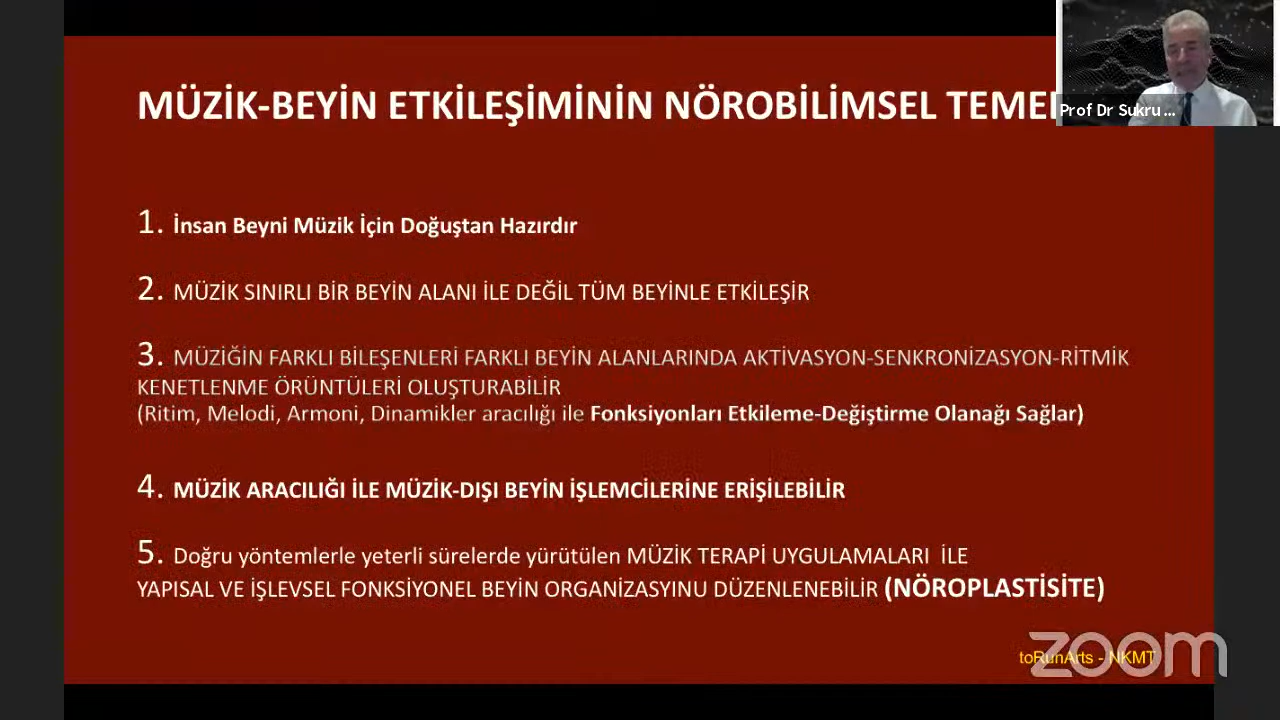 MÜZİK-BEYİN ETKİLEŞİMİNİN NÖROBİLİMSEL
Prof Dr Sukru ...
1. İnsan Beyni Müzik İçin Doğuştan Hazırdır
2. MÜZİK SINIRLI BİR BEYİN ALANI İLE DEĞİL TÜM BEYİNLE ETKİLEŞİR
3. MÜZİĞİN FARKLI BİLEŞENLERİ FARKLI BEYİN ALANLARINDA AKTİVASYON-SENKRONİZASYON-RİTMİK
KENETLENME ÖRÜNTÜLERİ OLUŞTURABİLİR
(Ritim, Melodi, Armoni, Dinamikler aracılığı ile Fonksiyonları Etkileme-Değiştirme Olanağı Sağlar)
4. MÜZİK ARACILIĞI İLE MÜZİK-DIŞI BEYİN İŞLEMCİLERİNE ERİŞİLEBİLİR
5. Doğru yöntemlerle yeterli sürelerde yürütülen MÜZİK TERAPİ UYGULAMALARI İLE
YAPISAL VE İŞLEVSEL FONKSİYONEL BEYİN ORGANİZASYINU DÜZENLENEBİLİR (NÖROPLASTİSİTE)
toRunArts - NKMT
zoom